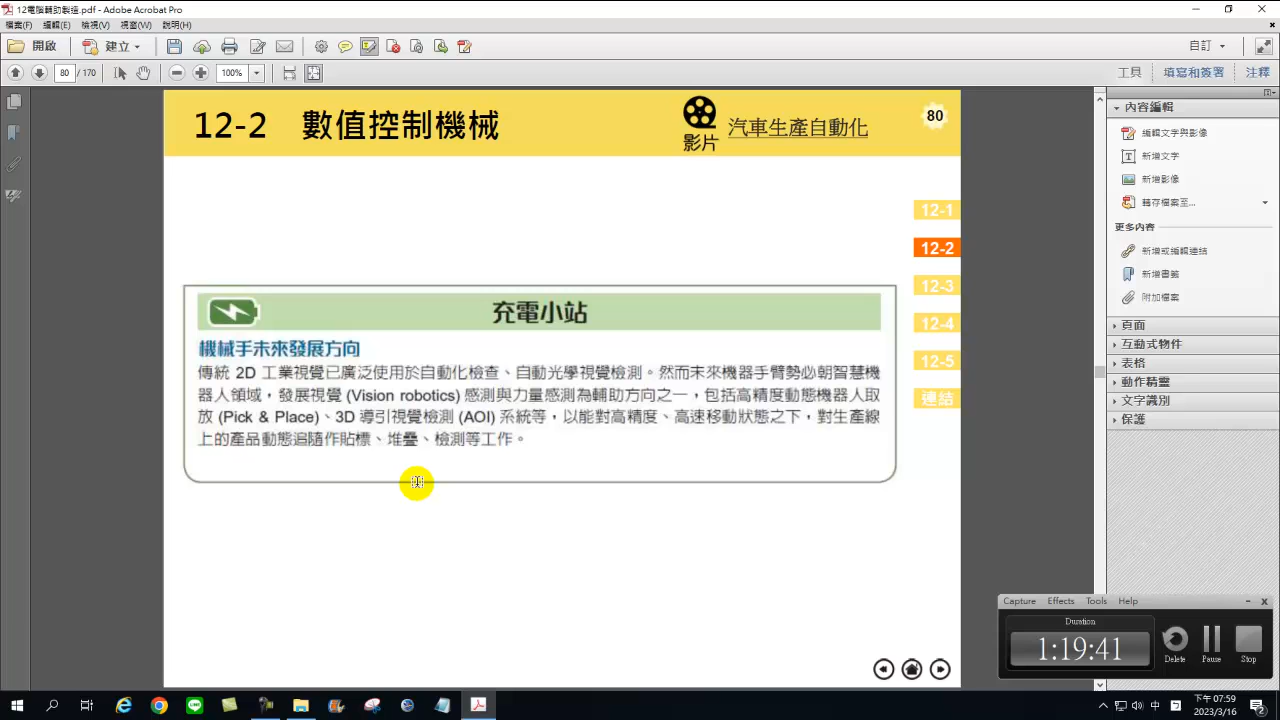 12電腦輔助製造.pdf - Adobe Acrobat Pro
檔案(F) 編輯(E) 檢視(V) 視窗(W) 說明(H)
開啟 建立 自訂
80 / 170 100% 工具 填寫和簽署 注釋
12-2 數值控制機械
影片
汽車生產自動化
80
12-1
12-2
12-3
12-4
12-5
連結
充電小站
機械手未來發展方向
傳統 2D 工業視覺已廣泛使用於自動化檢查、自動光學視覺檢測。然而未來機器手臂勢必朝智慧機
器人領域，發展視覺 (Vision robotics) 感測與力量感測為輔助方向之一，包括高精度動態機器人取
放 (Pick & Place)、3D 導引視覺檢測 (AOI) 系統等，以能對高精度、高速移動狀態之下，對生產線
上的產品動態追隨作貼標、堆疊、檢測等工作。
內容編輯
編輯文字與影像
新增文字
新增影像
轉存檔案至...
更多內容
新增或編輯連結
新增書籤
附加檔案
頁面
互動式物件
表格
動作精靈
文字識別
保護
Capture Effects Tools Help
Duration
1:19:41
Delete Pause Stop
中
下午 07:59
2023/3/16
2